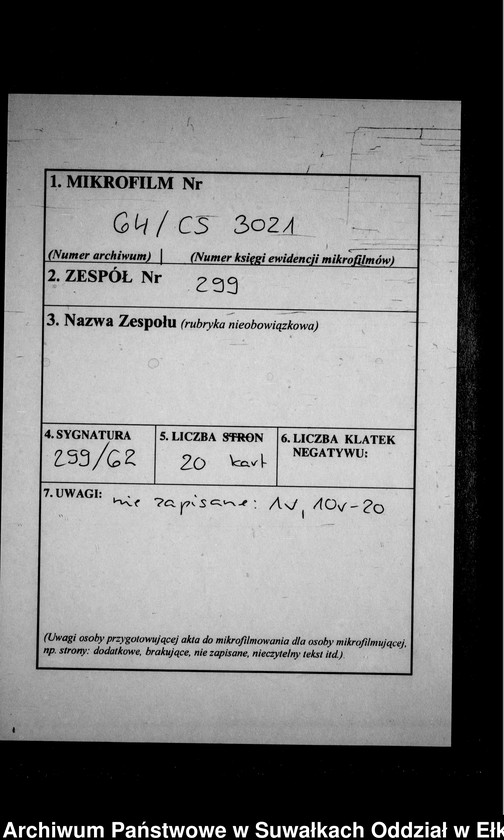 1. MIKROFILM Nr
64/CS 3021
(Numer archiwum) | (Numer księgi ewidencji mikrofilmów)
2. ZESPÓŁ Nr 299
3. Nazwa Zespołu (rubryka nieobowiązkowa)
4. SYGNATURA
299/62
5. LICZBA STRON
20 kart
6. LICZBA KLATEK
NEGATYWU:
7. UWAGI: nie zapisane: 1v, 10v-20
(Uwagi osoby przygotowującej akta do mikrofilmowania dla osoby mikrofilmującej,
np. strony: dodatkowe, brakujące, nie zapisane, nieczytelny tekst itd.)
Archiwum Państwowe w Suwałkach Oddział w Ełk